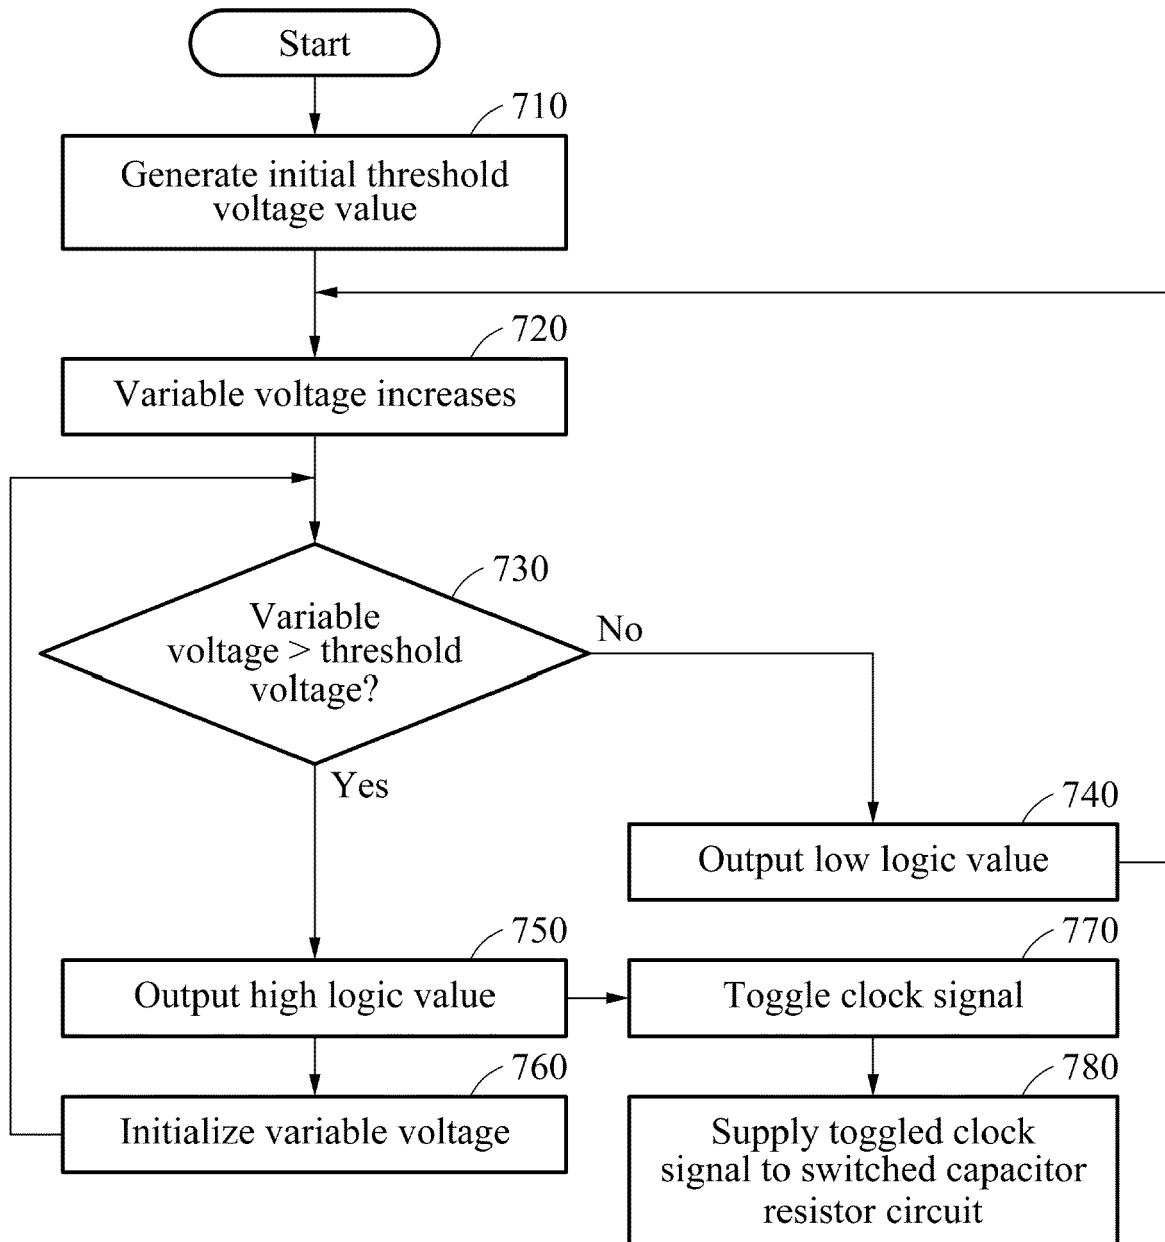 Start
710
Generate initial threshold
voltage value
720
Variable voltage increases
730
Variable
voltage > threshold
voltage?
No
Yes
740
Output low logic value
750
Output high logic value
770
Toggle clock signal
760
Initialize variable voltage
780
Supply toggled clock
signal to switched capacitor
resistor circuit